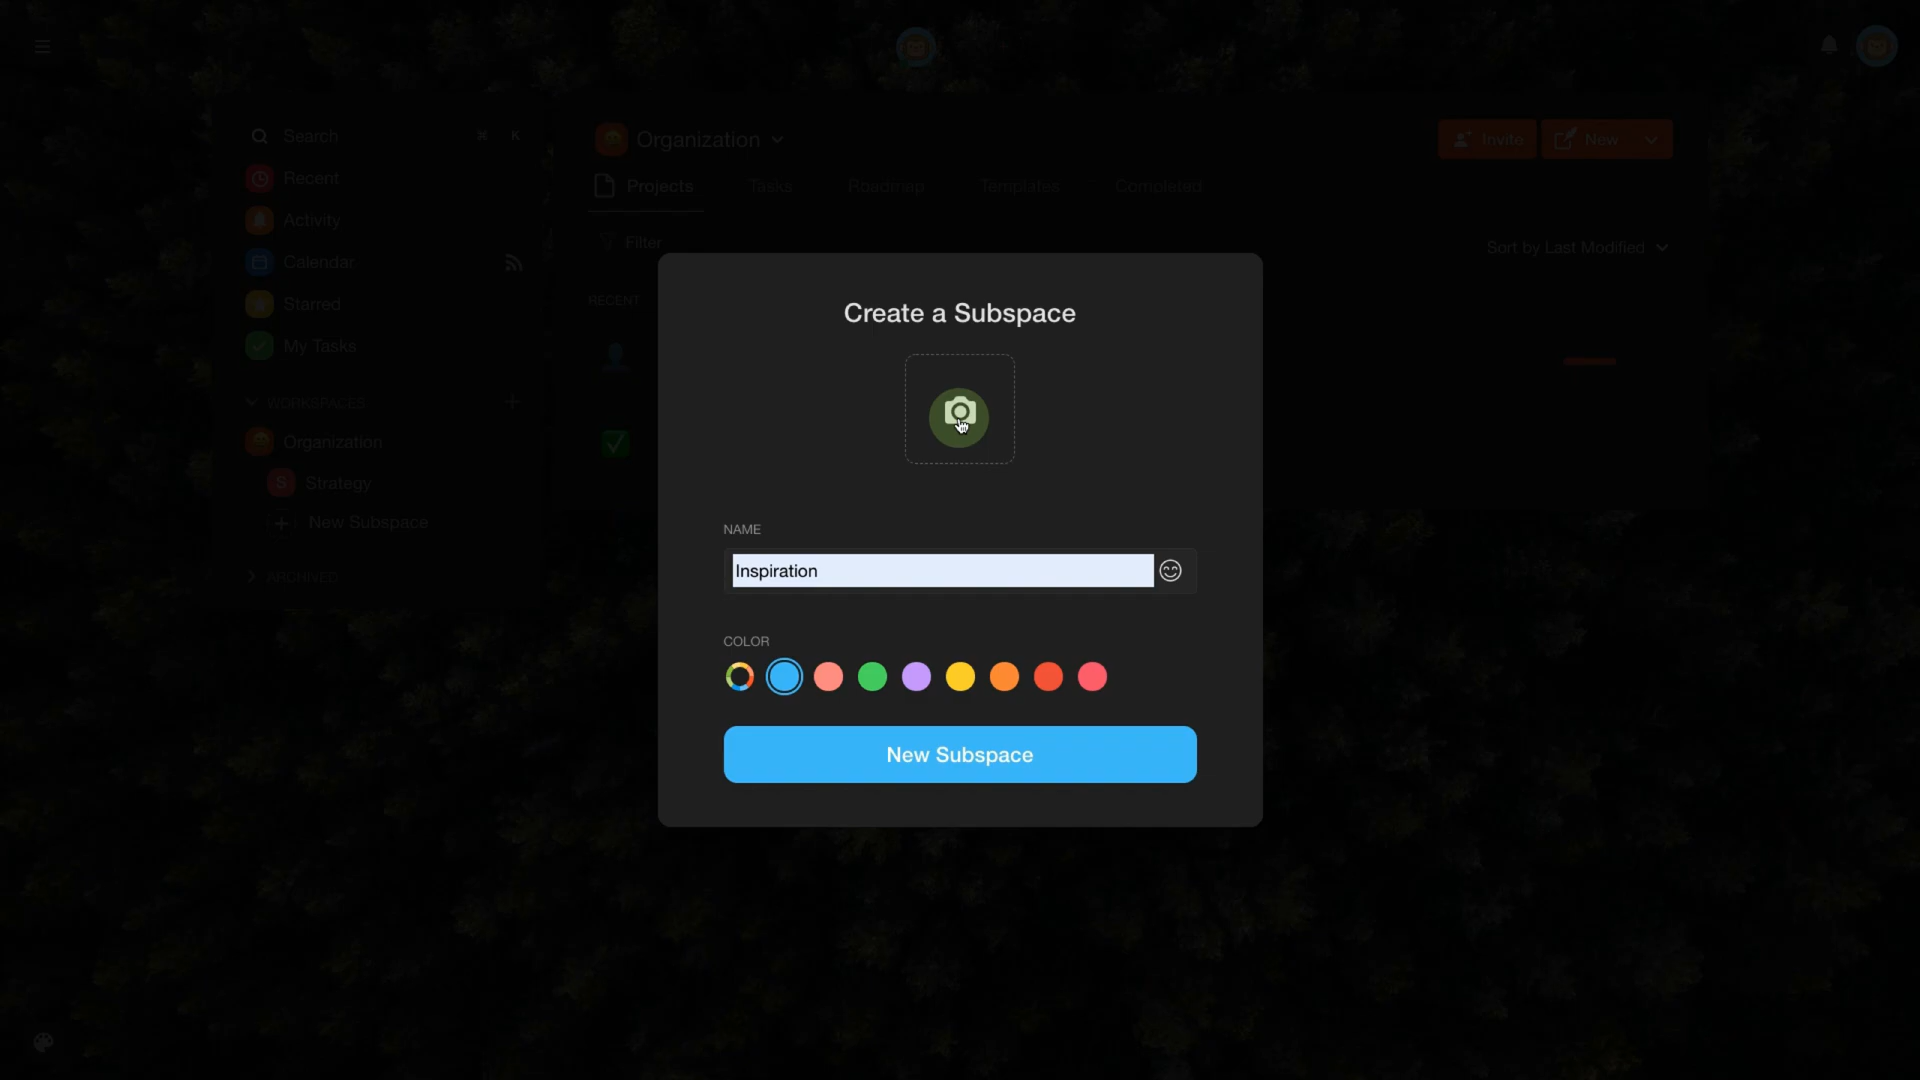 Search ⌘ K
Recent
Activity
Calendar
Starred
My Tasks
WORKSPACES
Organization
S Strategy
New Subspace
ARCHIVED
Organization
Invite
New
Projects
Tasks
Roadmap
Templates
Completed
Filter
Sort by Last Modified
RECENT
Create a Subspace
NAME
Inspiration
COLOR
New Subspace